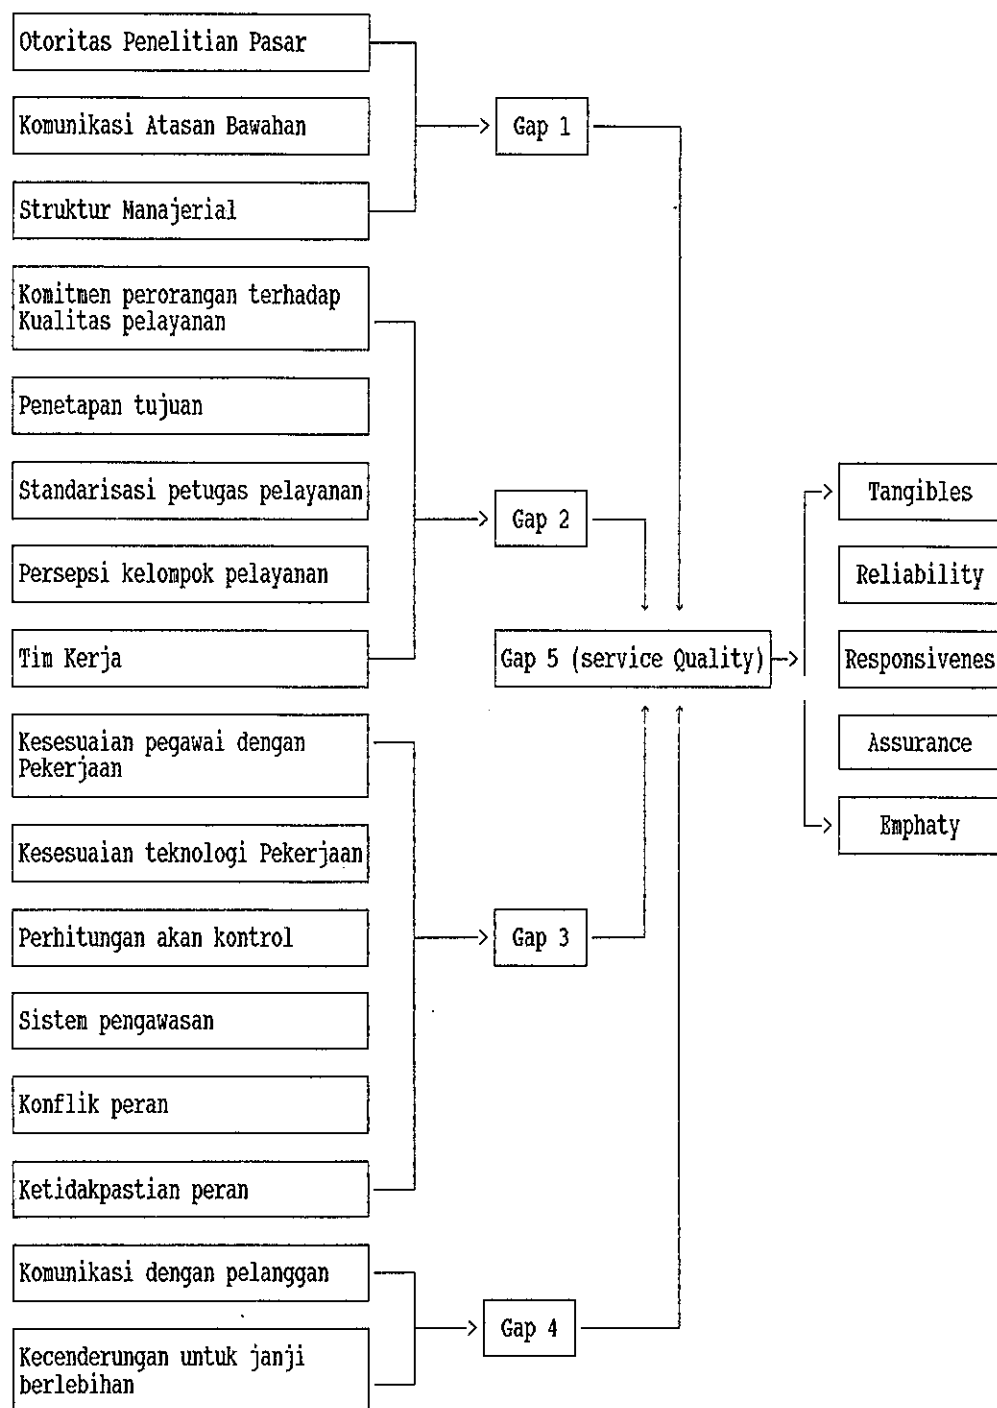 Otoritas Penelitian Pasar
Komunikasi Atasan Bawahan
Struktur Manajerial
Gap 1
Komitmen perorangan terhadap
Kualitas pelayanan
Penetapan tujuan
Standarisasi petugas pelayanan
Persepsi kelompok pelayanan
Tim Kerja
Gap 2
Kesesuaian pegawai dengan
Pekerjaan
Kesesuaian teknologi Pekerjaan
Perhitungan akan kontrol
Sistem pengawasan
Konflik peran
Ketidakpastian peran
Gap 3
Komunikasi dengan pelanggan
Kecenderungan untuk janji
berlebihan
Gap 4
Gap 5 (service Quality)
Tangibles
Reliability
Responsivenes
Assurance
Emphaty